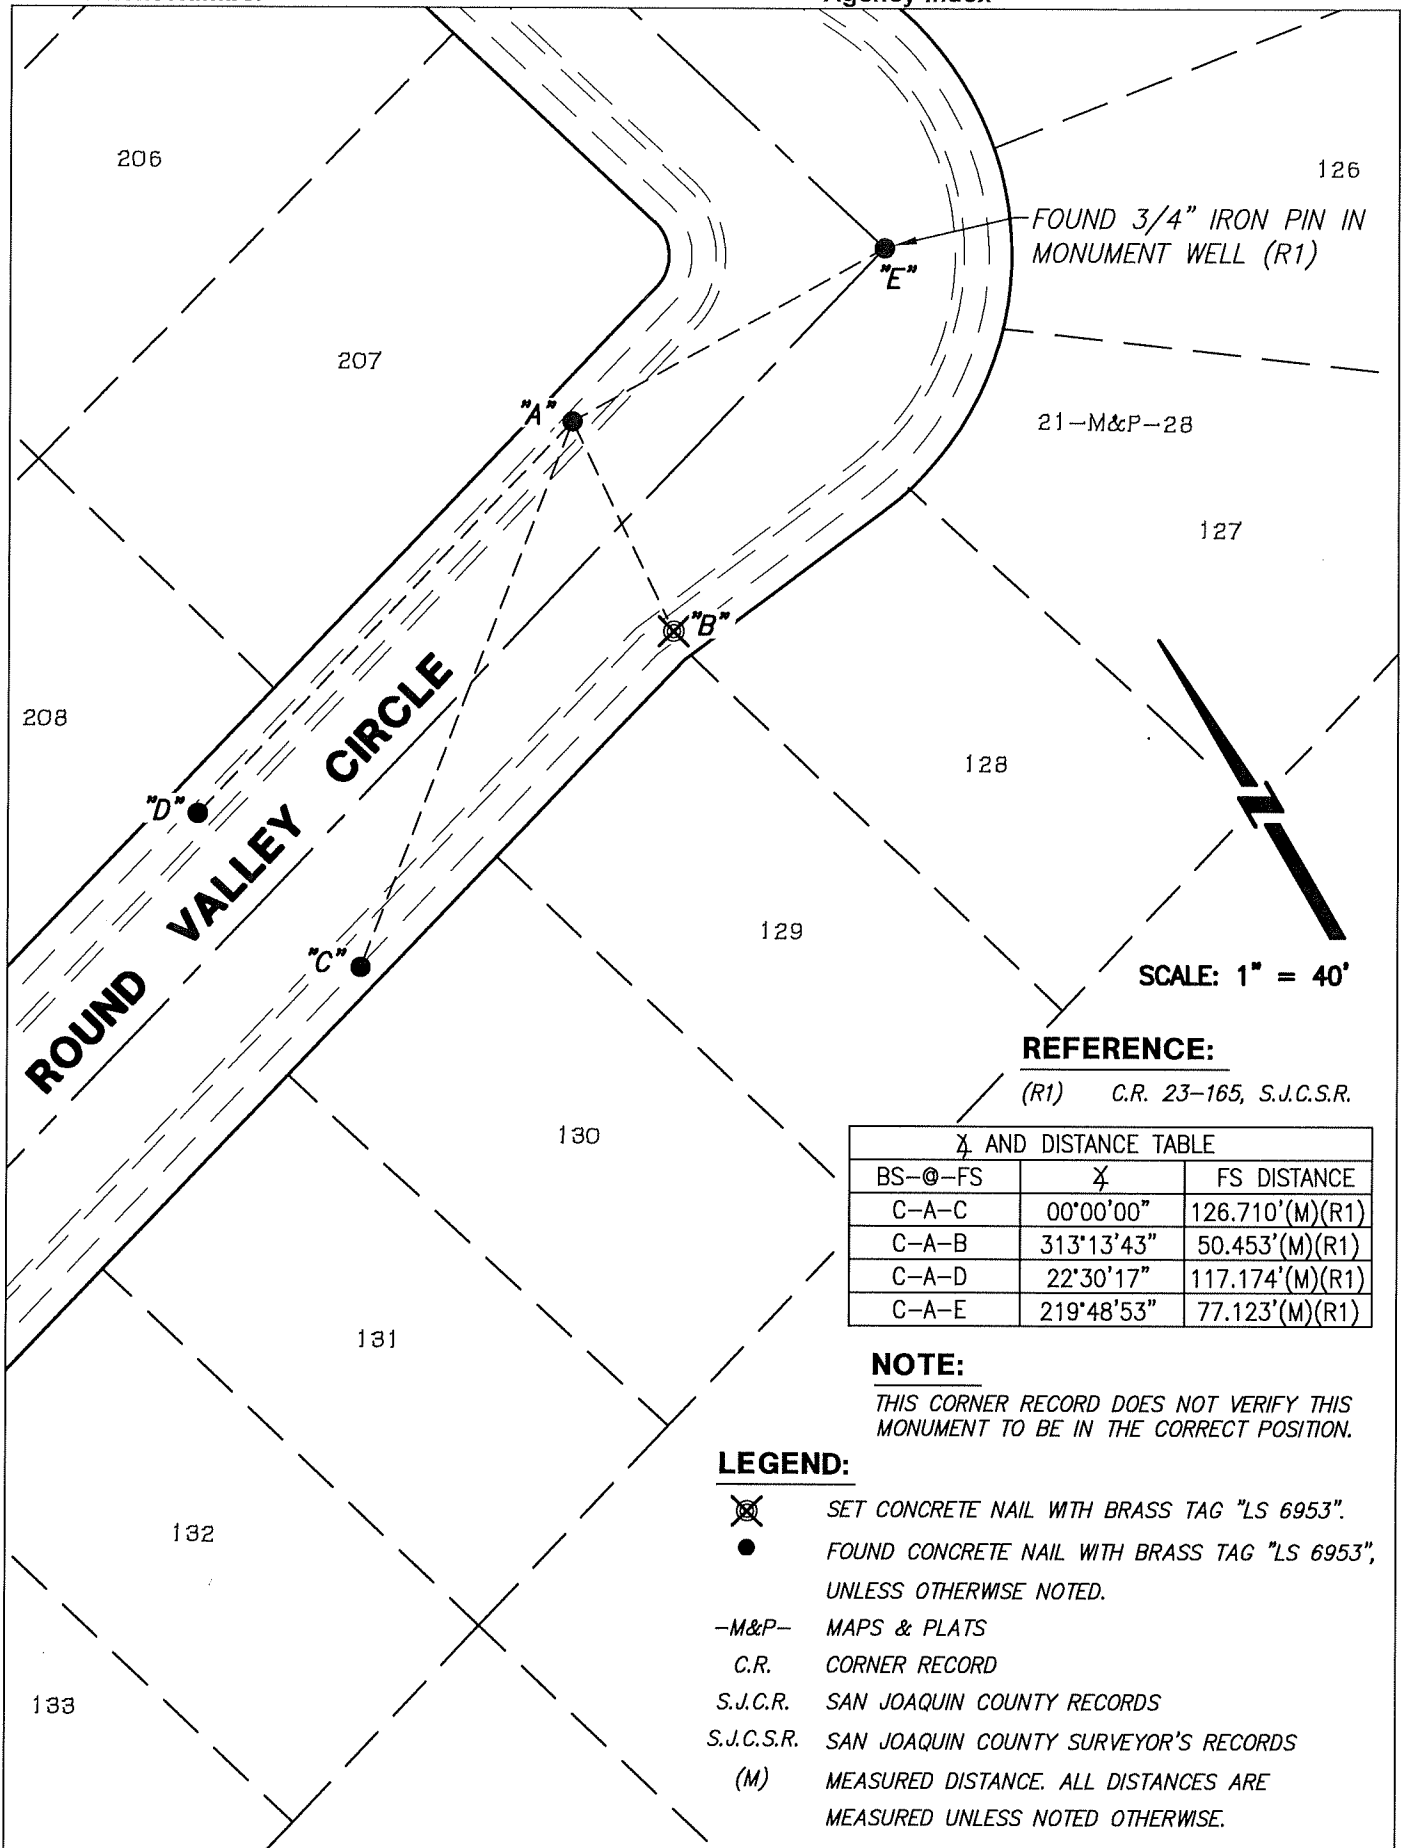 Agency Index
206
126
FOUND 3/4" IRON PIN IN
MONUMENT WELL (R1)
"E"
207
"A"
21-M&P-28
127
"B"
208
128
"D"
ROUND VALLEY CIRCLE
129
"C"
SCALE: 1" = 40'
REFERENCE:
(R1) C.R. 23-165, S.J.C.S.R.
130
∡ AND DISTANCE TABLE
BS-@-FS ∡ FS DISTANCE
C-A-C 00°00'00" 126.710'(M)(R1)
C-A-B 313°13'43" 50.453'(M)(R1)
C-A-D 22°30'17" 117.174'(M)(R1)
C-A-E 219°48'53" 77.123'(M)(R1)
131
NOTE:
THIS CORNER RECORD DOES NOT VERIFY THIS
MONUMENT TO BE IN THE CORRECT POSITION.
LEGEND:
SET CONCRETE NAIL WITH BRASS TAG "LS 6953".
132
FOUND CONCRETE NAIL WITH BRASS TAG "LS 6953",
UNLESS OTHERWISE NOTED.
-M&P- MAPS & PLATS
C.R. CORNER RECORD
133
S.J.C.R. SAN JOAQUIN COUNTY RECORDS
S.J.C.S.R. SAN JOAQUIN COUNTY SURVEYOR'S RECORDS
(M) MEASURED DISTANCE. ALL DISTANCES ARE
MEASURED UNLESS NOTED OTHERWISE.